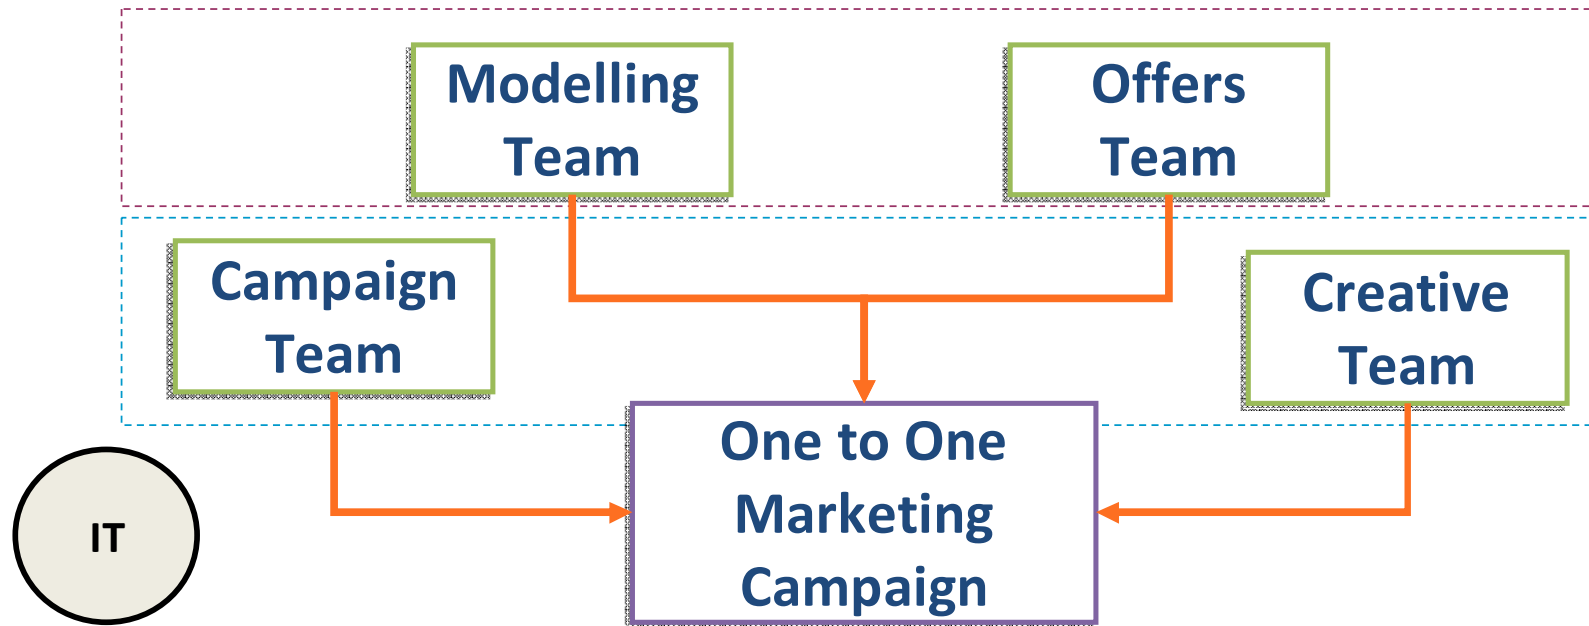 Modelling
Team
Offers
Team
Campaign
Team
Creative
Team
One to One
Marketing
Campaign
IT